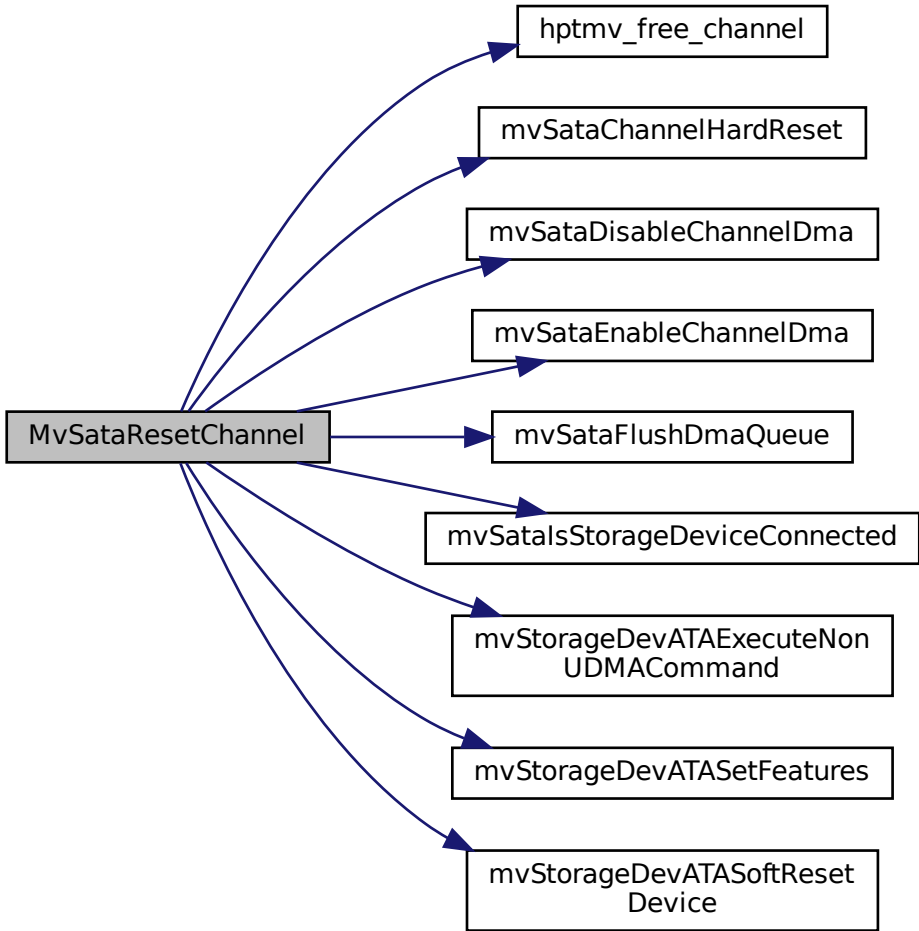 hptmv_free_channel
mvSataChannelHardReset
mvSataDisableChannelDma
mvSataEnableChannelDma
MvSataResetChannel
mvSataFlushDmaQueue
mvSataIsStorageDeviceConnected
mvStorageDevATAExecuteNon
UDMACommand
mvStorageDevATASetFeatures
mvStorageDevATASoftReset
Device